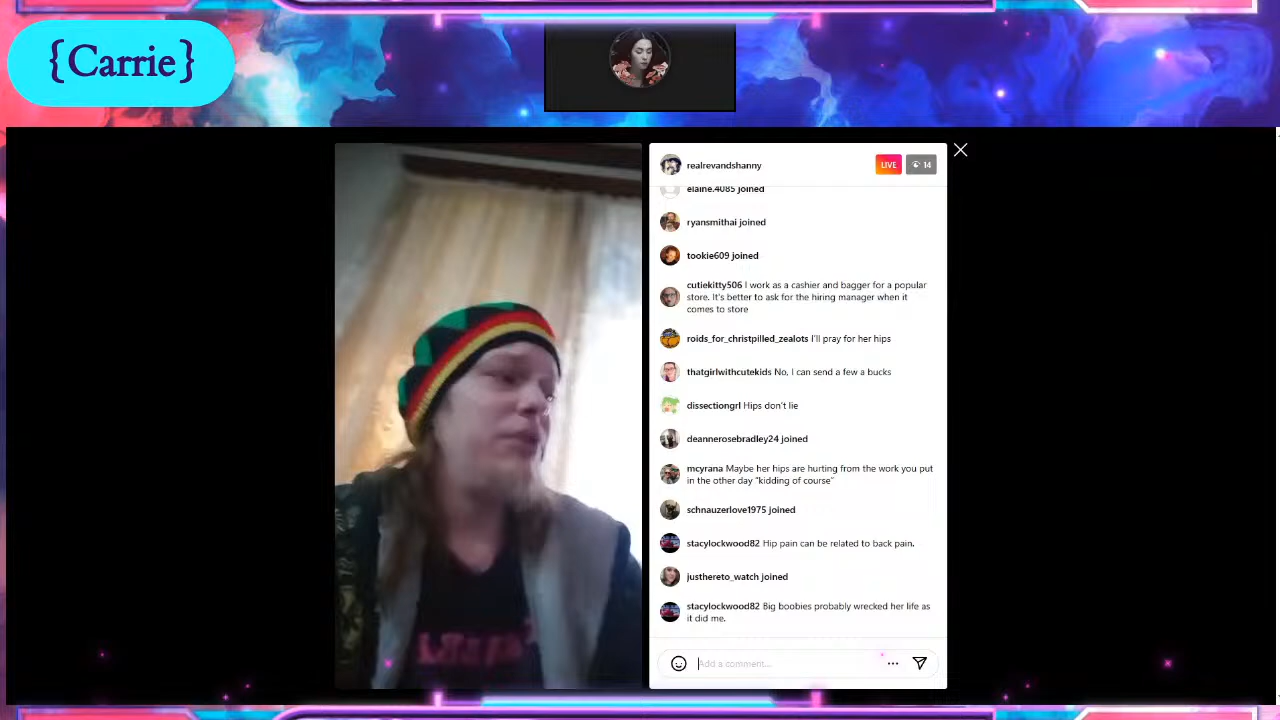 {Carrie}
realrevandshanny
LIVE
14
elaine.4085 joined
ryansmithai joined
tookie609 joined
cutiekitty506 I work as a cashier and bagger for a popular
store. It's better to ask for the hiring manager when it
comes to store
roids_for_christpilled_zealots I'll pray for her hips
thatgirlwithcutekids No, I can send a few a bucks
dissectiongrl Hips don't lie
deannerosebradley24 joined
mcyrana Maybe her hips are hurting from the work you put
in the other day "kidding of course"
schnauzerlove1975 joined
stacylockwood82 Hip pain can be related to back pain.
justhereto_watch joined
stacylockwood82 Big boobies probably wrecked her life as
it did me.
Add a comment...